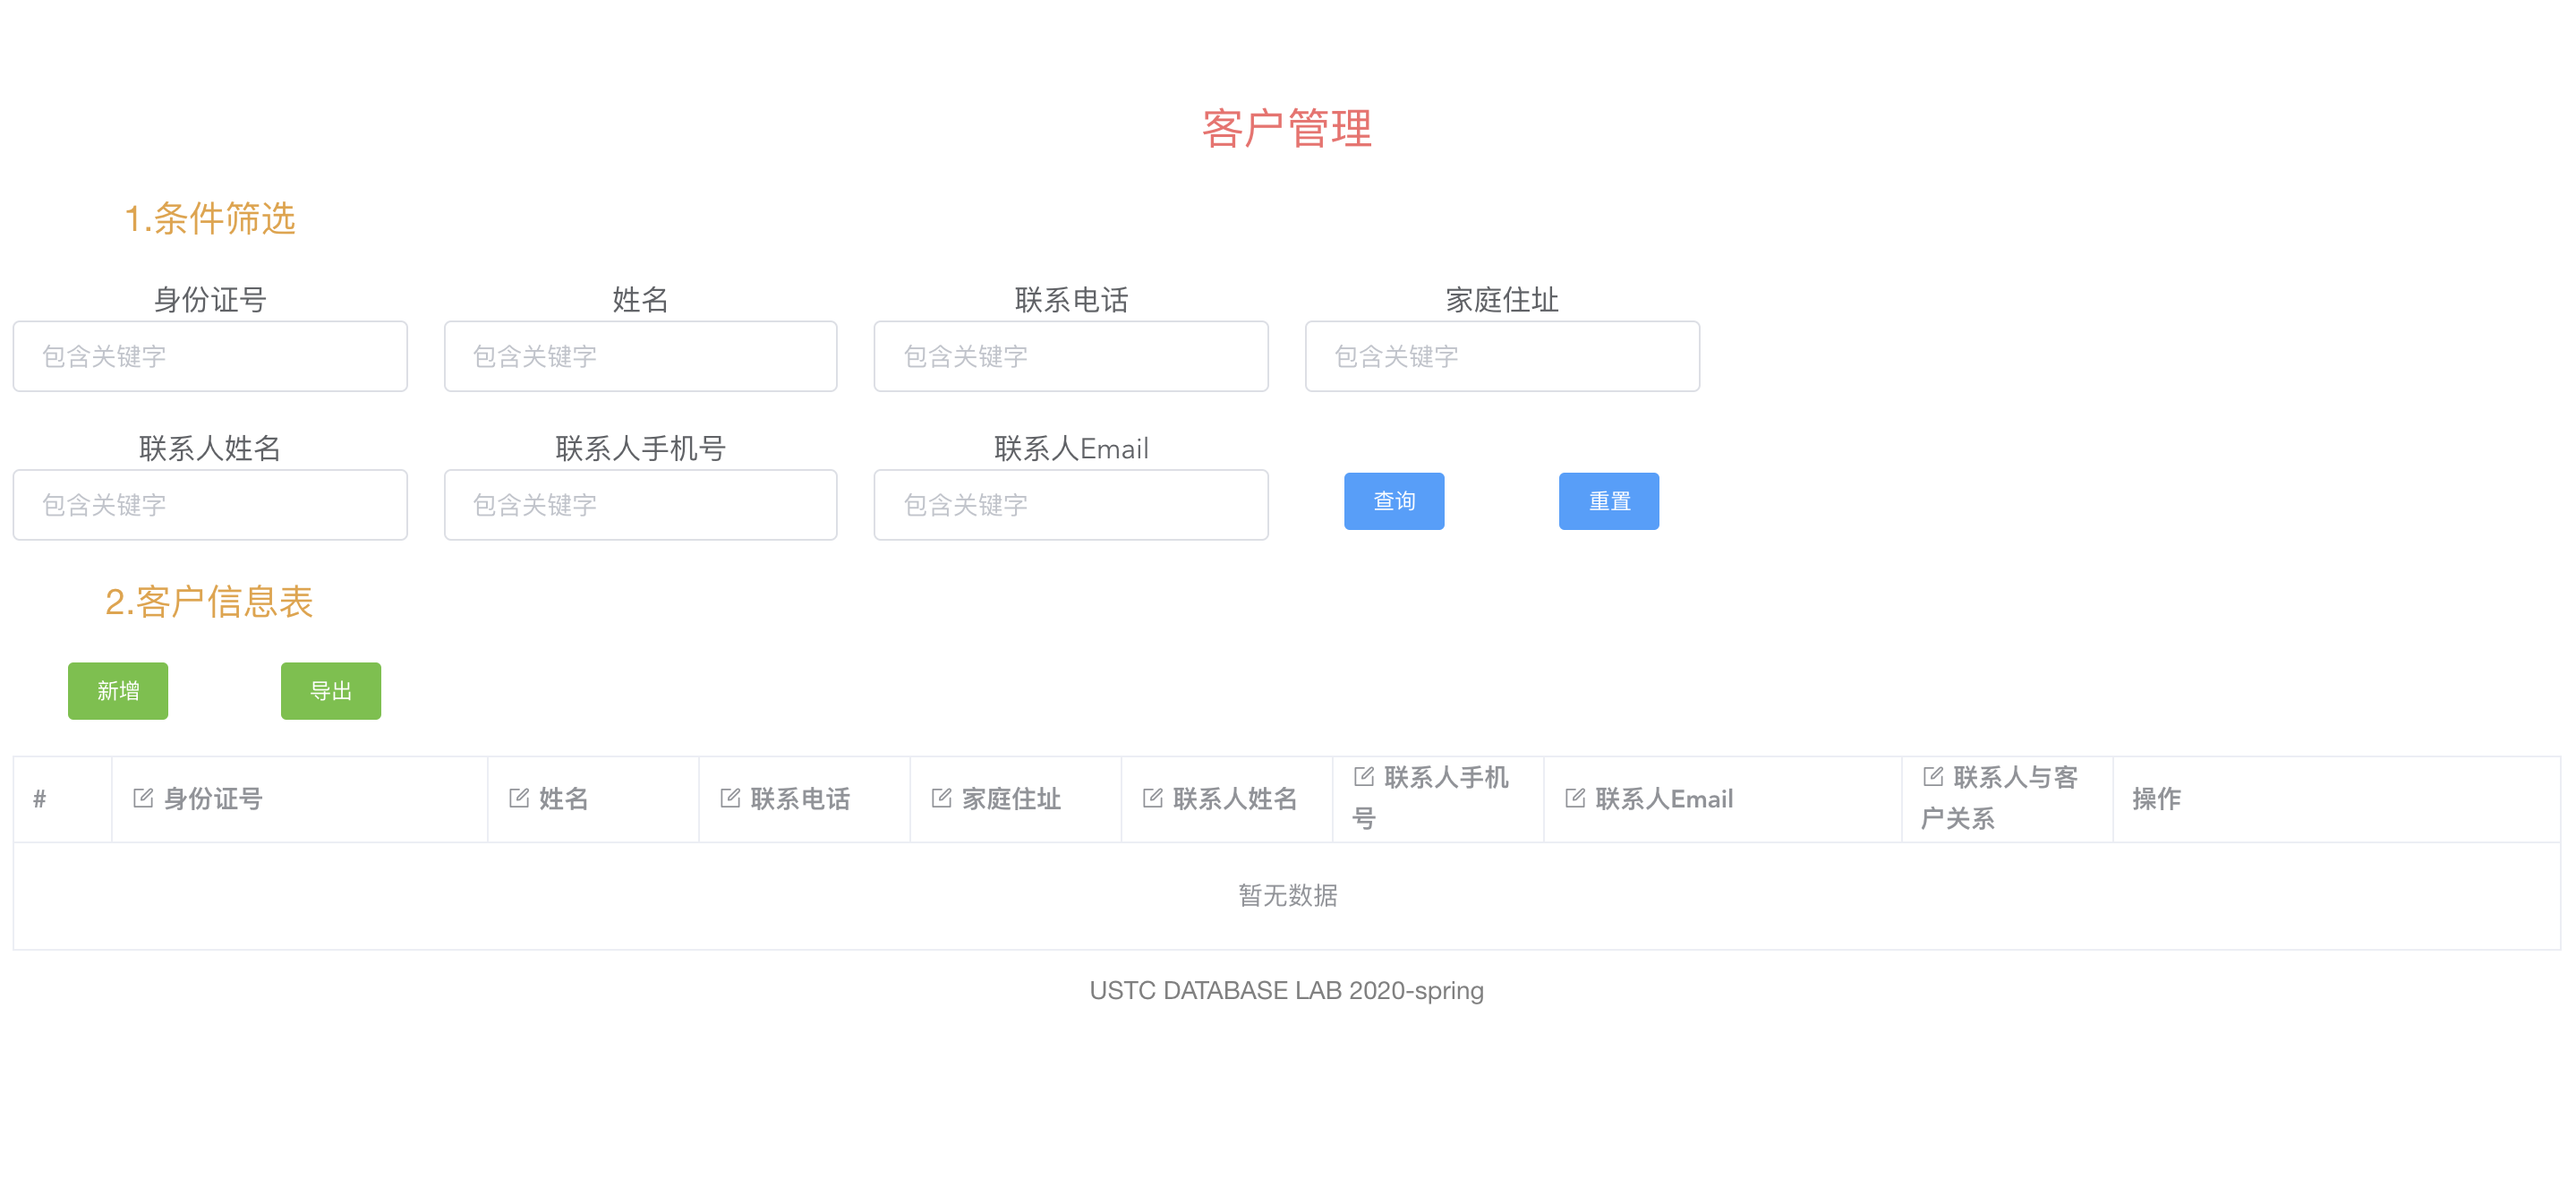 客户管理
1.条件筛选
身份证号 姓名 联系电话 家庭住址
包含关键字 包含关键字 包含关键字 包含关键字
联系人姓名 联系人手机号 联系人Email
包含关键字 包含关键字 包含关键字 查询 重置
2.客户信息表
新增 导出
# 身份证号 姓名 联系电话 家庭住址 联系人姓名 联系人手机号 联系人Email 联系人与客户关系 操作
暂无数据
USTC DATABASE LAB 2020-spring